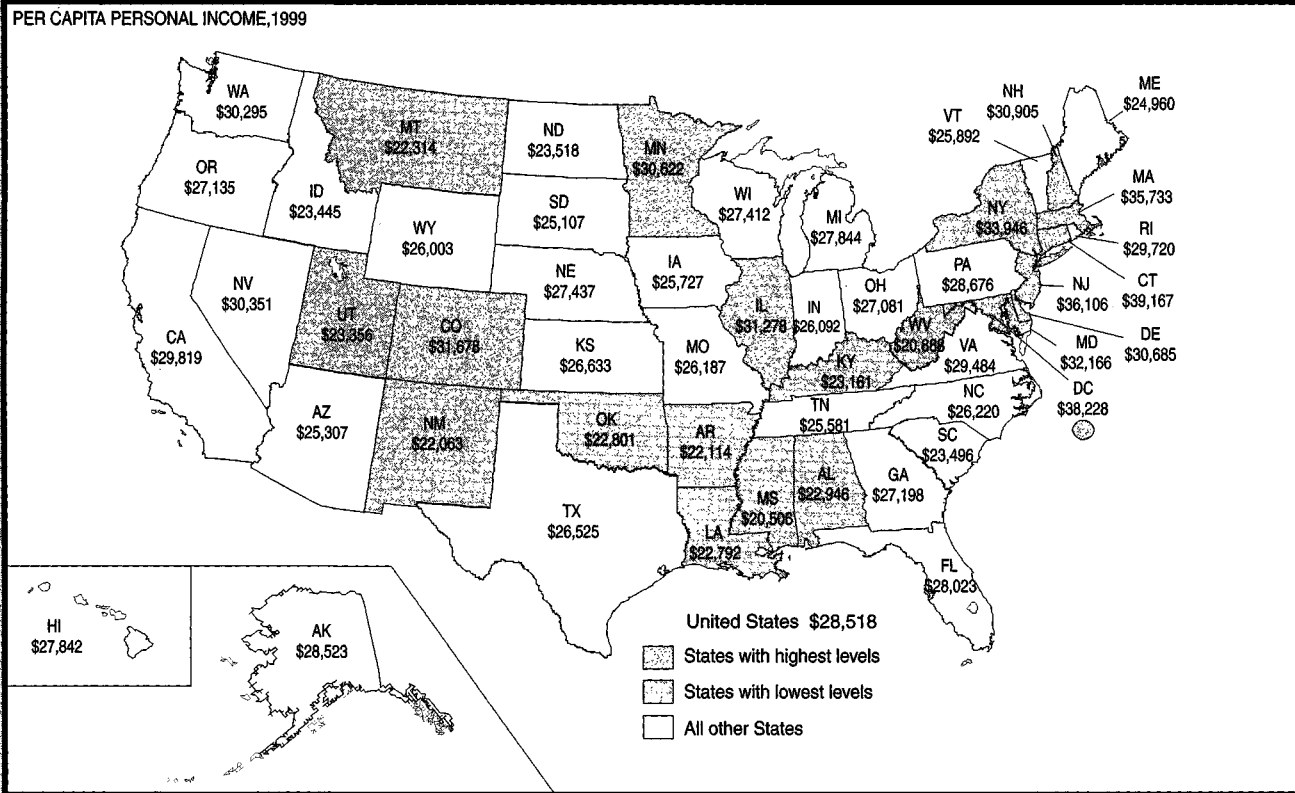 PER CAPITA PERSONAL INCOME,1999
WA
$30,295
MT
$22,314
ND
$23,518
MN
$30,622
VT
$25,892
NH
$30,905
ME
$24,960
OR
$27,135
ID
$23,445
WY
$26,003
SD
$25,107
WI
$27,412
MI
$27,844
NY
$33,946
MA
$35,733
RI
$29,720
CT
$39,167
NJ
$36,106
DE
$30,685
MD
$32,166
DC
$38,228
NV
$30,351
CA
$29,819
UT
$23,356
CO
$31,678
NE
$27,437
IA
$25,727
IL
$31,278
IN
$26,092
OH
$27,081
PA
$28,676
WV
$20,888
VA
$29,484
KY
$23,161
KS
$26,633
MO
$26,187
AZ
$25,307
NM
$22,063
OK
$22,801
AR
$22,114
TN
$25,581
NC
$26,220
SC
$23,496
TX
$26,525
LA
$22,792
MS
$20,506
AL
$22,946
GA
$27,198
FL
$28,023
HI
$27,842
AK
$28,523
United States $28,518
States with highest levels
States with lowest levels
All other States